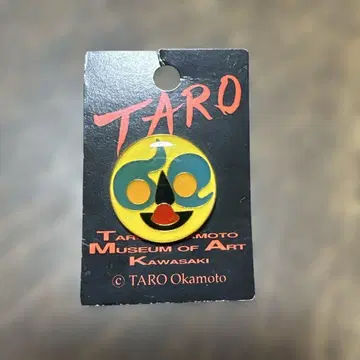 TARO
TAR MOTO
MUSEUM OF ART
KAWASAKI
© TARO Okamoto